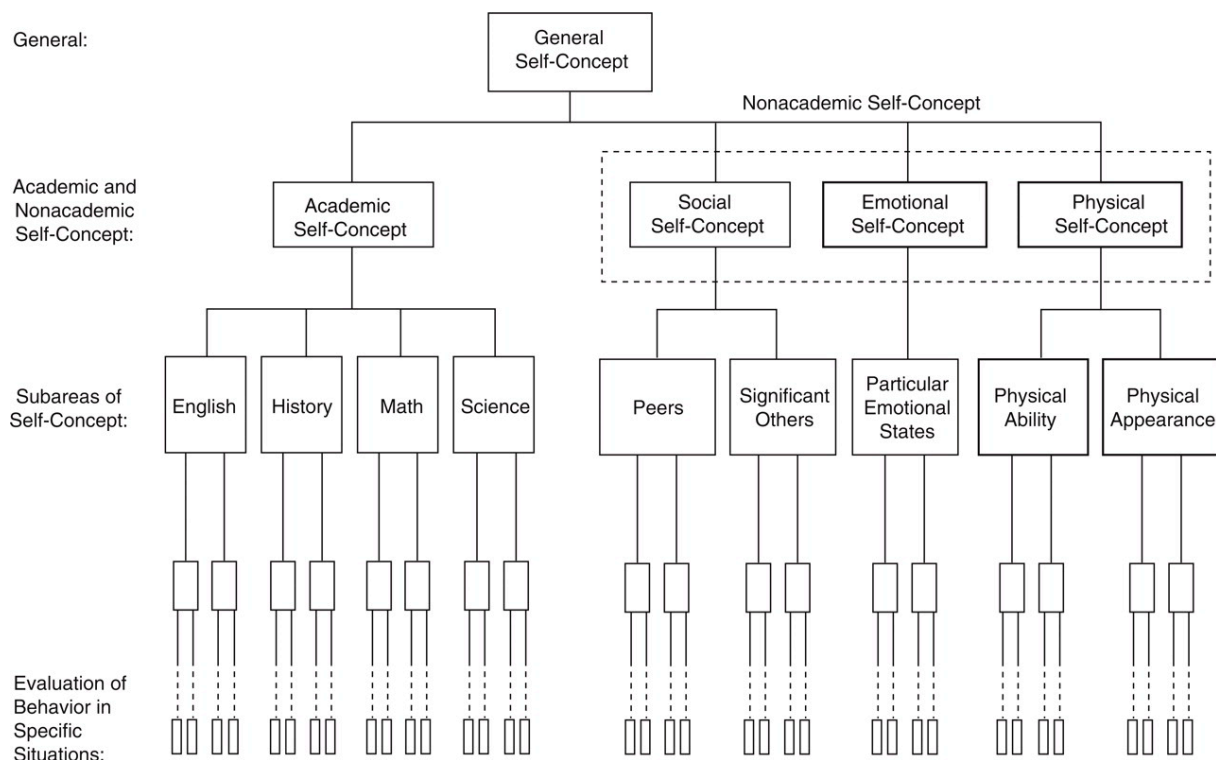 General:
General
Self-Concept
Nonacademic Self-Concept
Academic and
Nonacademic
Self-Concept:
Academic
Self-Concept
Social
Self-Concept
Emotional
Self-Concept
Physical
Self-Concept
Subareas of
Self-Concept:
English
History
Math
Science
Peers
Significant
Others
Particular
Emotional
States
Physical
Ability
Physical
Appearance
Evaluation of
Behavior in
Specific
Situations: